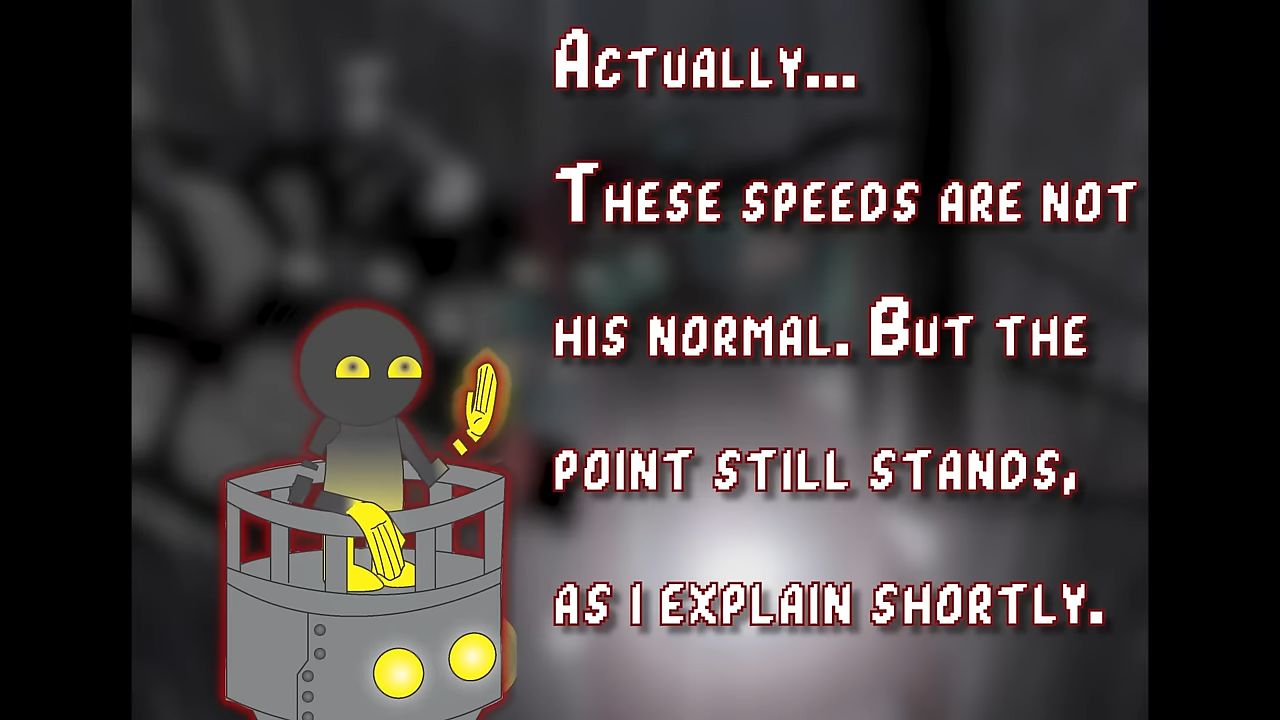 Actually...
These speeds are not
his normal. But the
point still stands,
as I explain shortly.